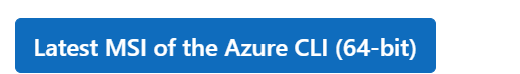 Latest MSI of the Azure CLI (64-bit)